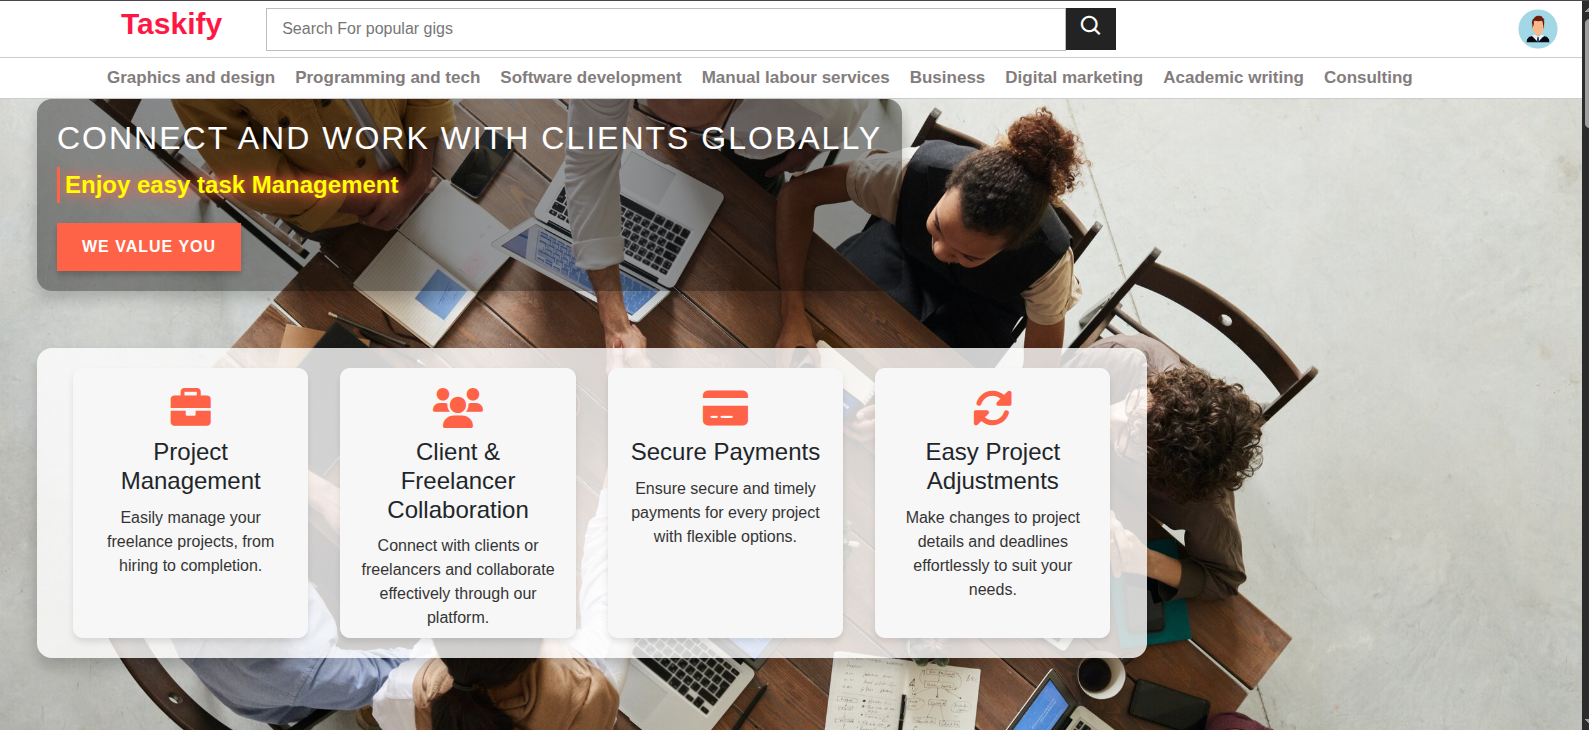 Taskify
Search For popular gigs
Graphics and design Programming and tech Software development Manual labour services Business Digital marketing Academic writing Consulting
CONNECT AND WORK WITH CLIENTS GLOBALLY
Enjoy easy task Management
WE VALUE YOU
Project
Management
Easily manage your
freelance projects, from
hiring to completion.
Client &
Freelancer
Collaboration
Connect with clients or
freelancers and collaborate
effectively through our
platform.
Secure Payments
Ensure secure and timely
payments for every project
with flexible options.
Easy Project
Adjustments
Make changes to project
details and deadlines
effortlessly to suit your
needs.